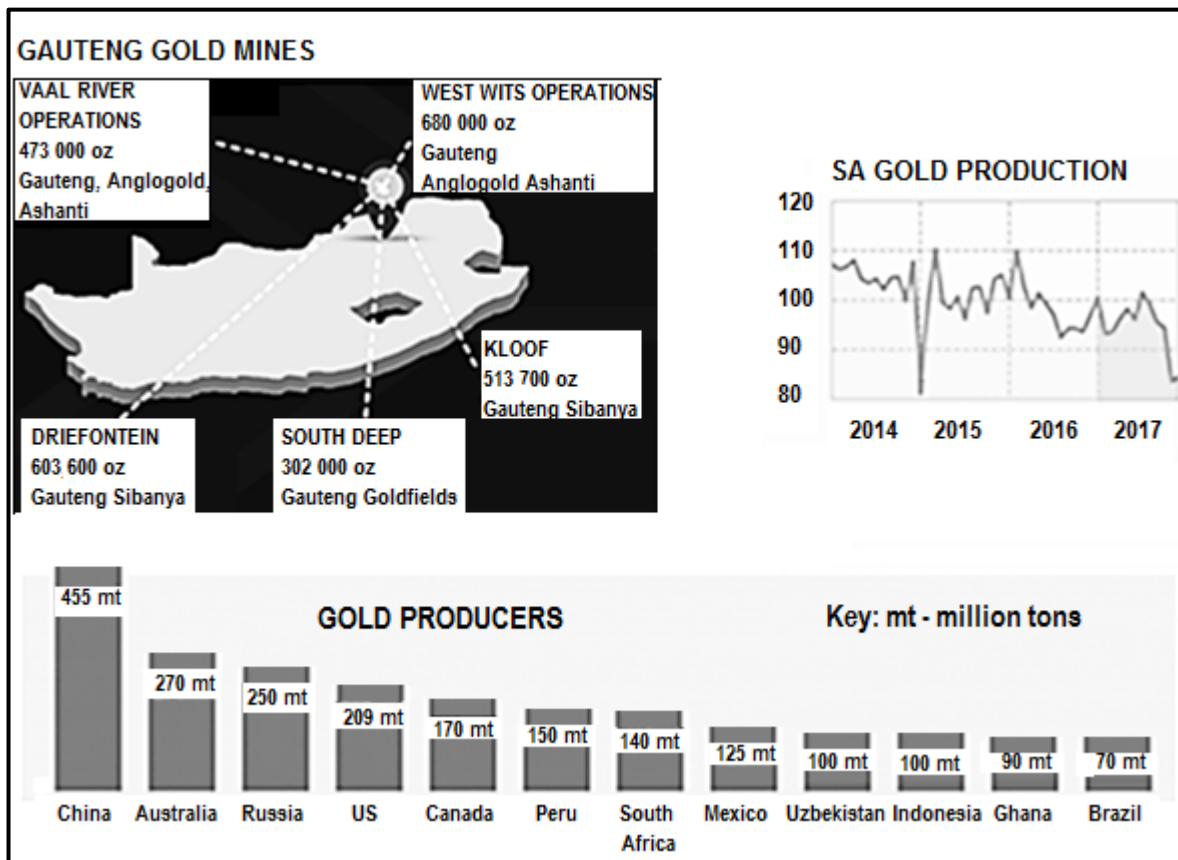 GAUTENG GOLD MINES
VAAL RIVER
OPERATIONS
473 000 oz
Gauteng, Anglogold,
Ashanti
WEST WITS OPERATIONS
680 000 oz
Gauteng
Anglogold Ashanti
KLOOF
513 700 oz
Gauteng Sibanya
DRIEFONTEIN
603 600 oz
Gauteng Sibanya
SOUTH DEEP
302 000 oz
Gauteng Goldfields
SA GOLD PRODUCTION
120
110
100
90
80
2014 2015 2016 2017
GOLD PRODUCERS
Key: mt - million tons
455 mt
270 mt
250 mt
209 mt
170 mt
150 mt
140 mt
125 mt
100 mt
100 mt
90 mt
70 mt
China Australia Russia US Canada Peru South Mexico Uzbekistan Indonesia Ghana Brazil
Africa